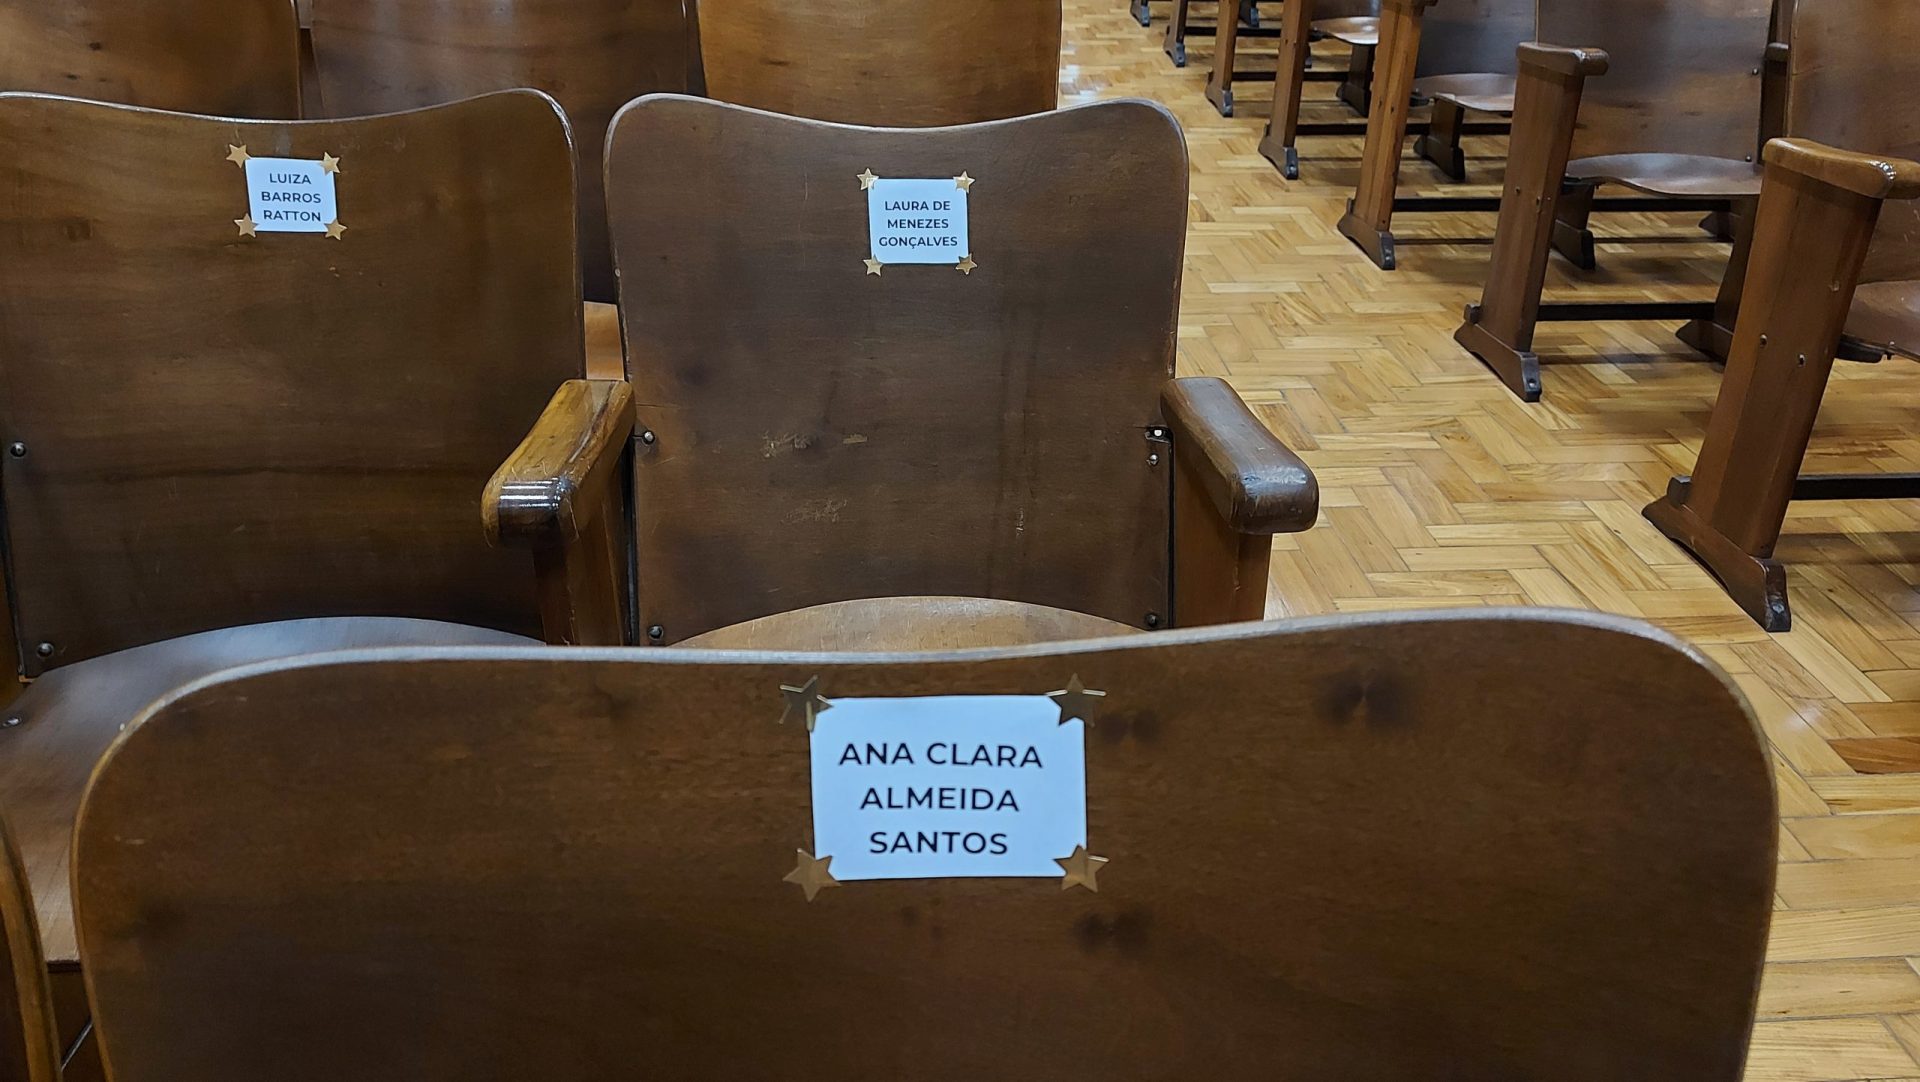 LUIZA
BARROS
RATTON
LAURA DE
MENEZES
GONÇALVES
ANA CLARA
ALMEIDA
SANTOS